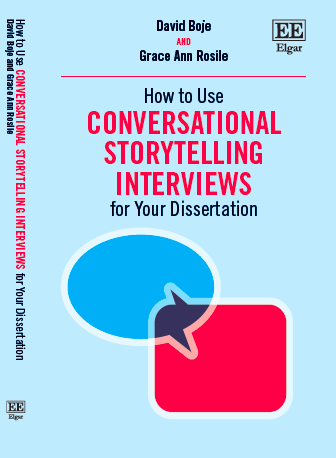 How to Use CONVERSATIONAL STORYTELLING INTERVIEWS for Your Dissertation
David Boje and Grace Ann Rosile
EE
Elgar
David Boje
AND
Grace Ann Rosile
EE
Elgar
How to Use
CONVERSATIONAL
STORYTELLING
INTERVIEWS
for Your Dissertation